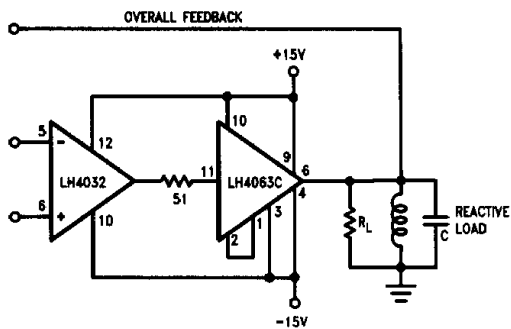 OVERALL FEEDBACK
+15V
5
-
12
10
9
6
LH4032
51
11
LH4063C
4
6
+
10
2
1
3
RL
C
REACTIVE
LOAD
-15V